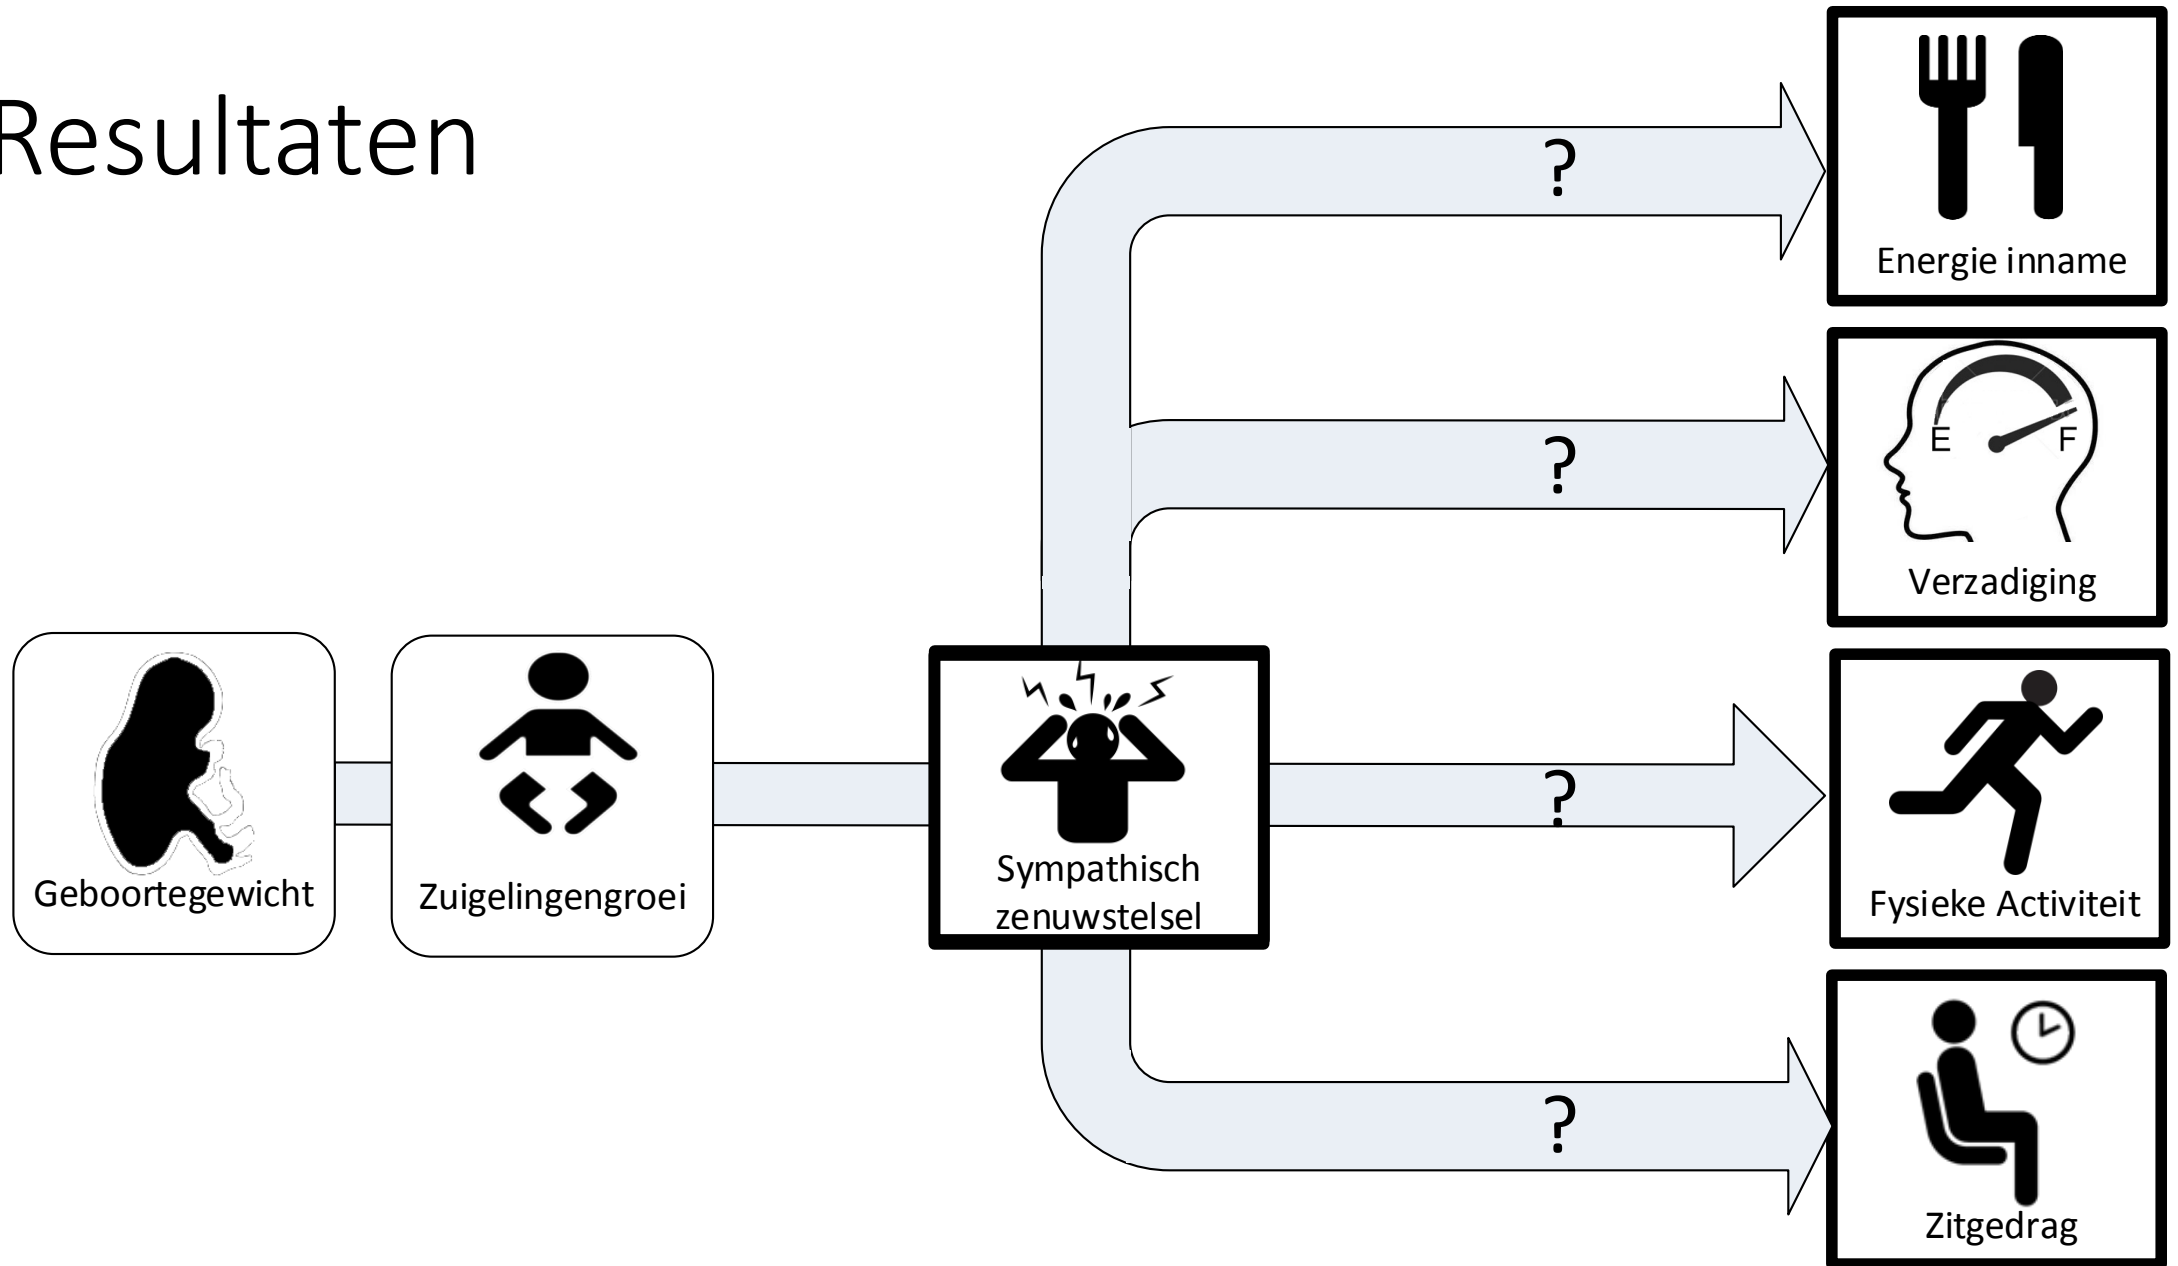 Resultaten
?
Energie inname
?
E F
Verzadiging
Geboortegewicht
Zuigelingengroei
Sympathisch
zenuwstelsel
?
Fysieke Activiteit
?
Zitgedrag